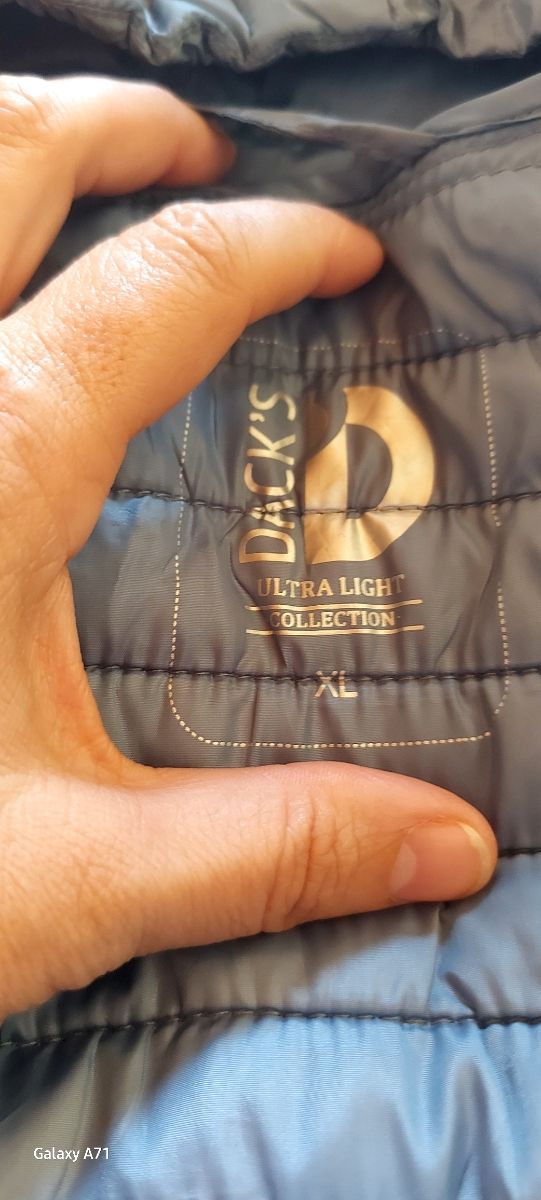 DACK'S
ULTRA LIGHT
COLLECTION
XL
Galaxy A71